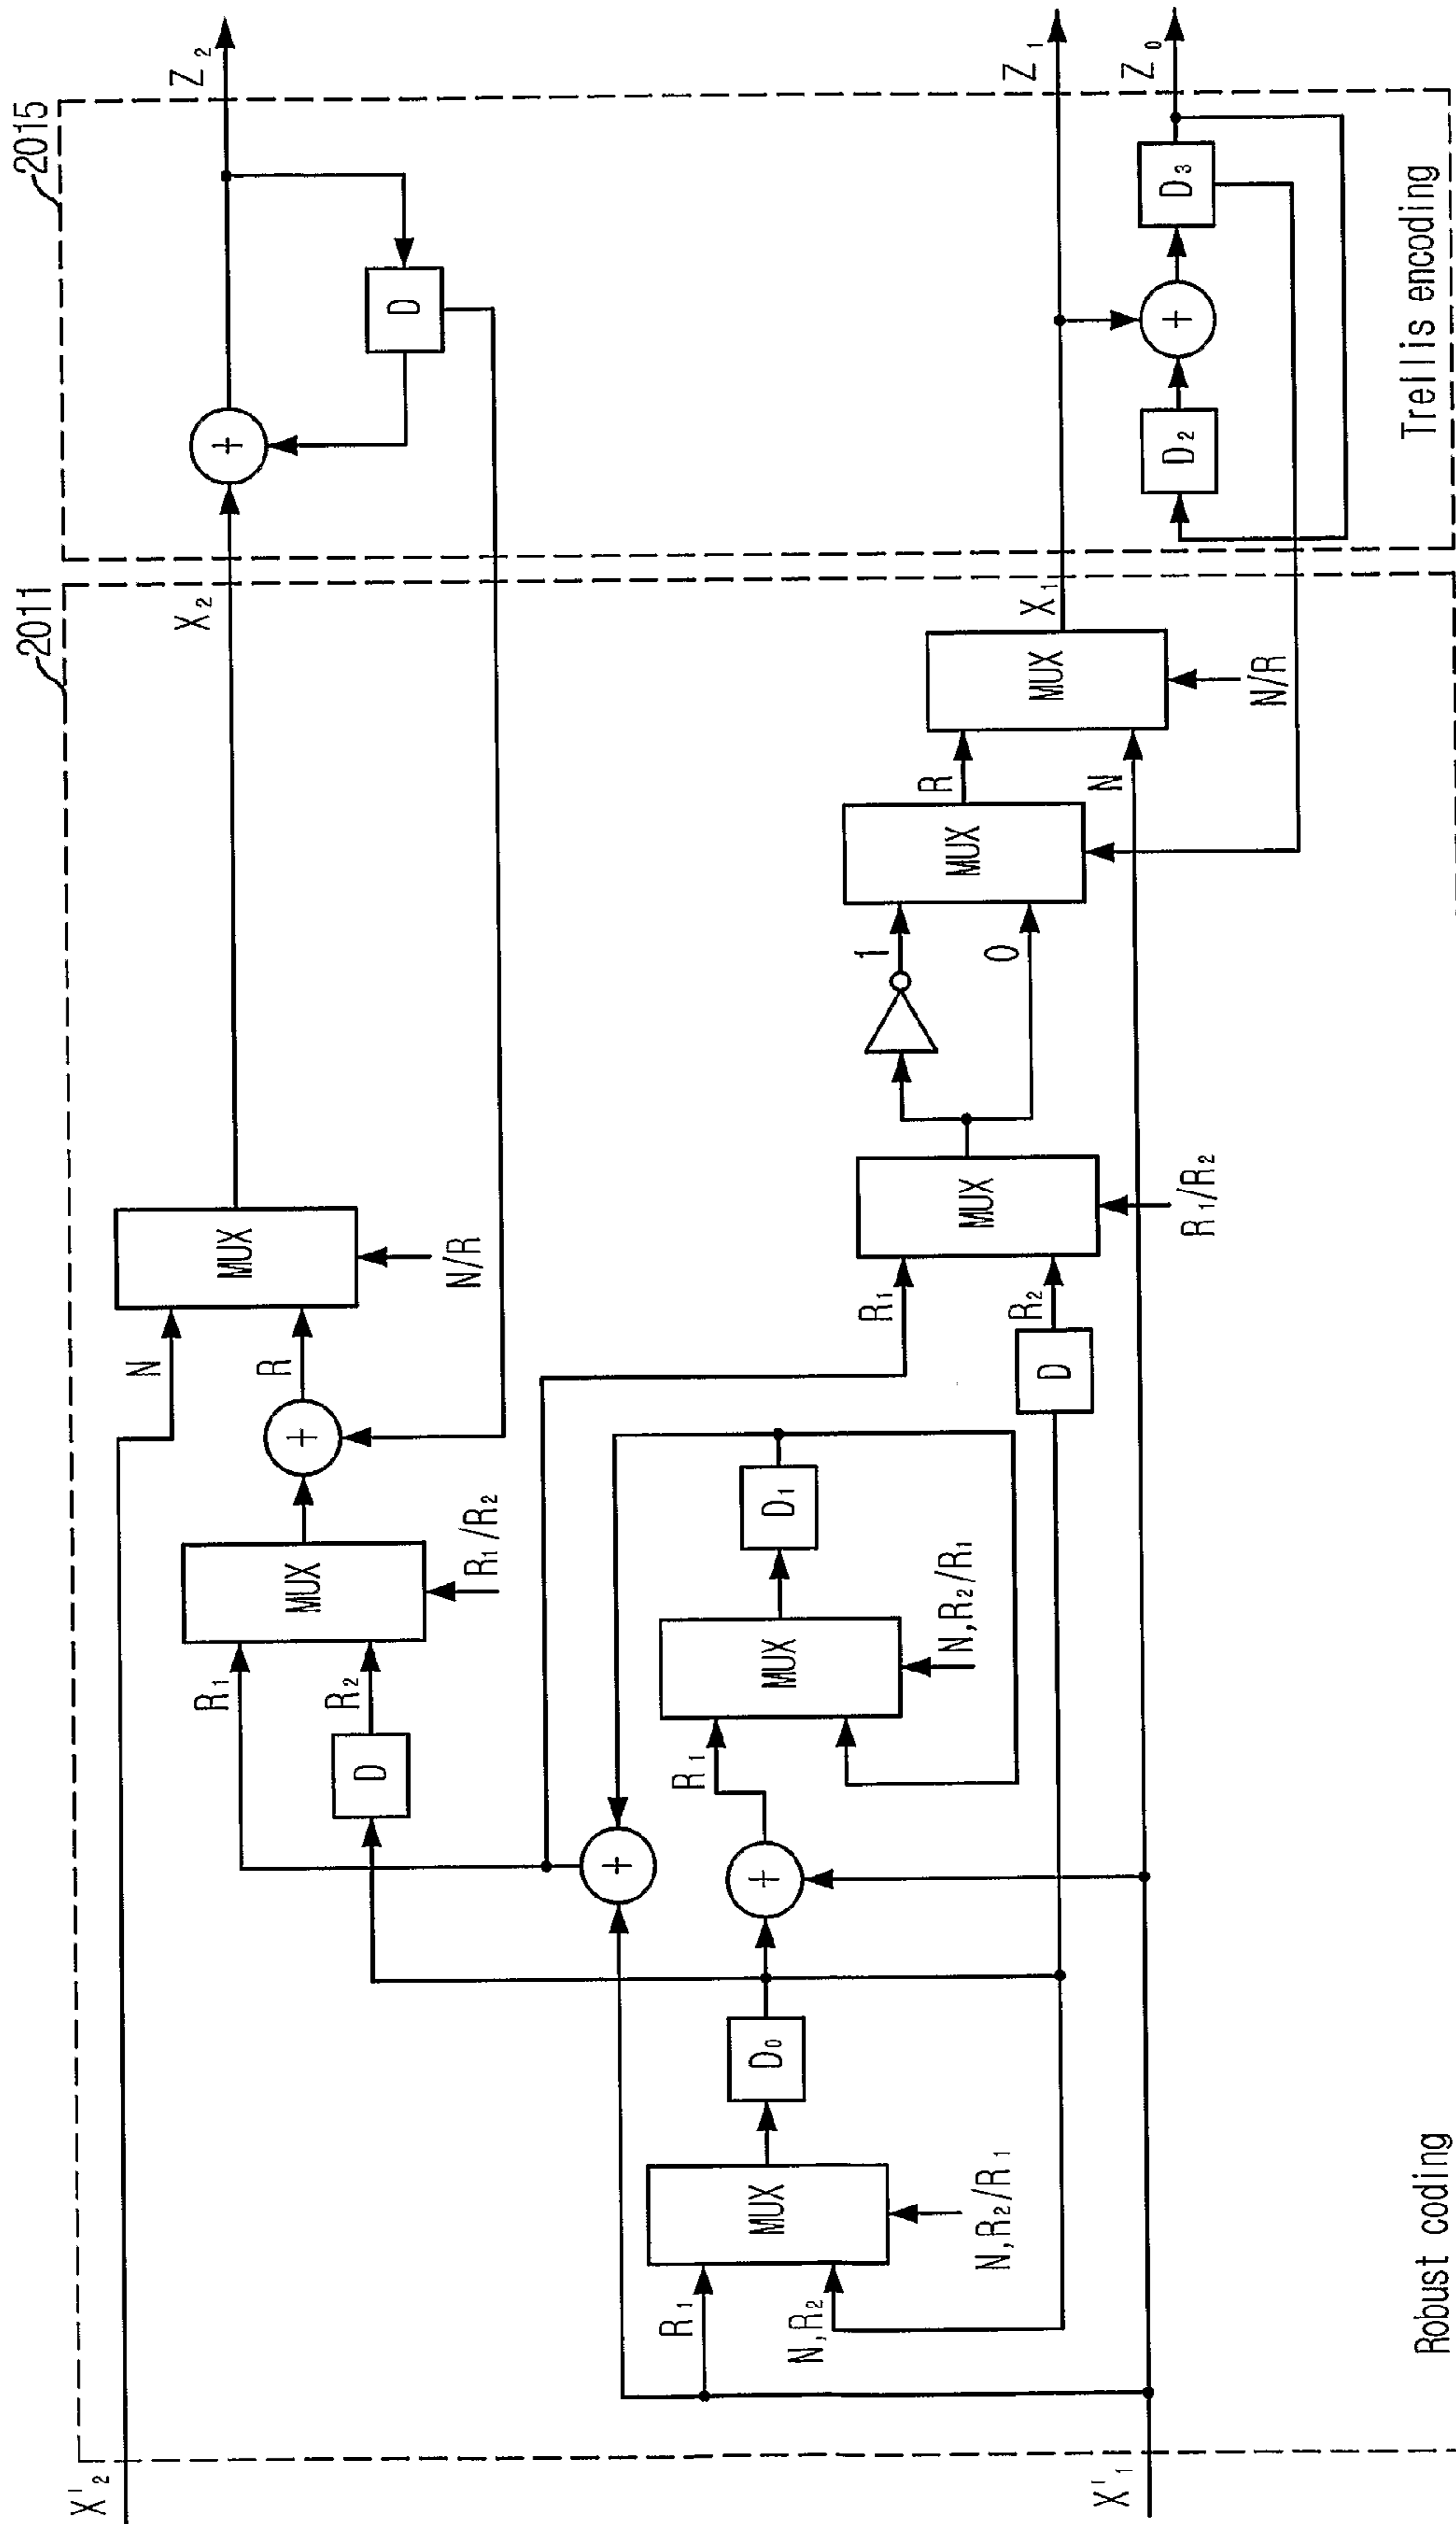 2011
2015
X'2
N
MUX
N/R
X2
Z2
+
D
R1
R2
D
MUX
R1/R2
+
R
R1
N,R2
MUX
N,R2/R1
D0
+
+
R1
MUX
N,R2/R1
D1
D
R1
R2
MUX
R1/R2
1
0
MUX
R
N
MUX
N/R
X'1
X1
Z1
D2
+
D3
Z0
Robust coding
Trellis encoding